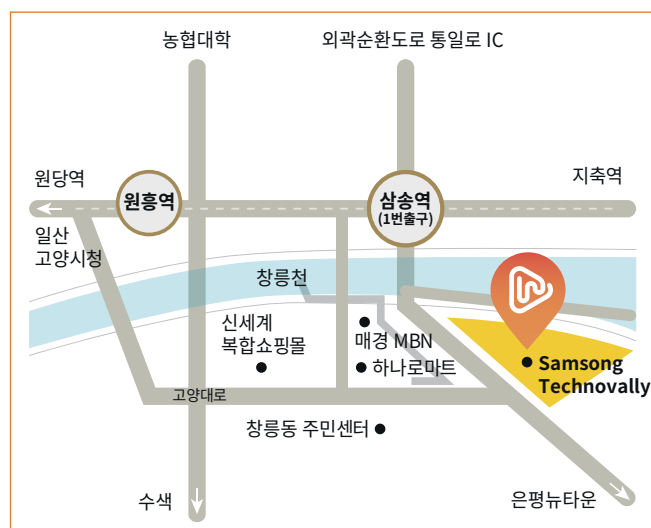 농협대학
외곽순환도로 통일로 IC
원당역
원흥역
삼송역
(1번출구)
지축역
일산
고양시청
창릉천
신세계
복합쇼핑몰
매경 MBN
하나로마트
Samsong
Technovally
고양대로
창릉동 주민센터
수색
은평뉴타운